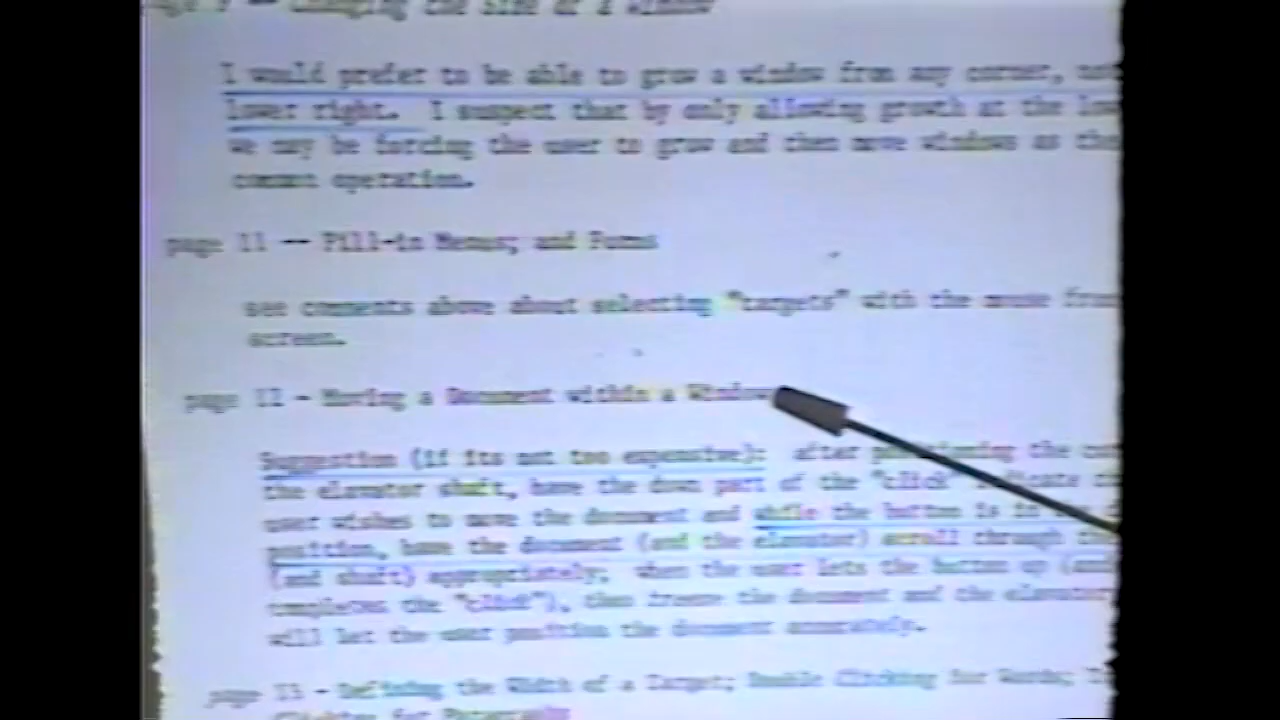 page 9 -- Changing the Size of a Window
I would prefer to be able to grow a window from any corner, not
lower right. I suspect that by only allowing growth at the low
we may be forcing the user to grow and then move windows as the
common operation.
page 11 -- Fill-in Menus; and Forms
see comments above about selecting "targets" with the mouse from
screen.
page 12 - Moving a Document within a Window
Suggestion (if its not too expensive): after positioning the cu
the elevator shaft, have the down part of the "click"
user wishes to move the document and while the button is in
position, have the document (and the elevator) scroll through the
(and shaft) appropriately. when the user lets the button up (and
completes the "click"), then freeze the document and the elevator
will let the user position the document accurately.
page 13 - Defining the Width of a Target; Double Clicking for Words; T
Clicking for